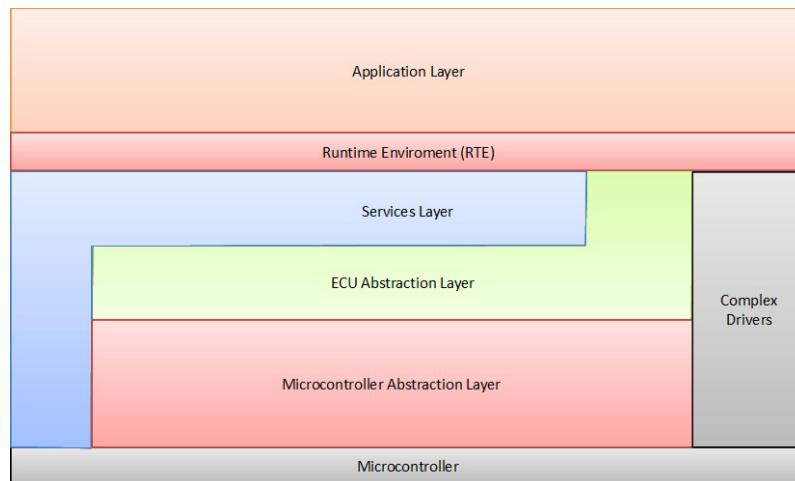 Application Layer
Runtime Enviroment (RTE)
Services Layer
ECU Abstraction Layer
Complex
Drivers
Microcontroller Abstraction Layer
Microcontroller